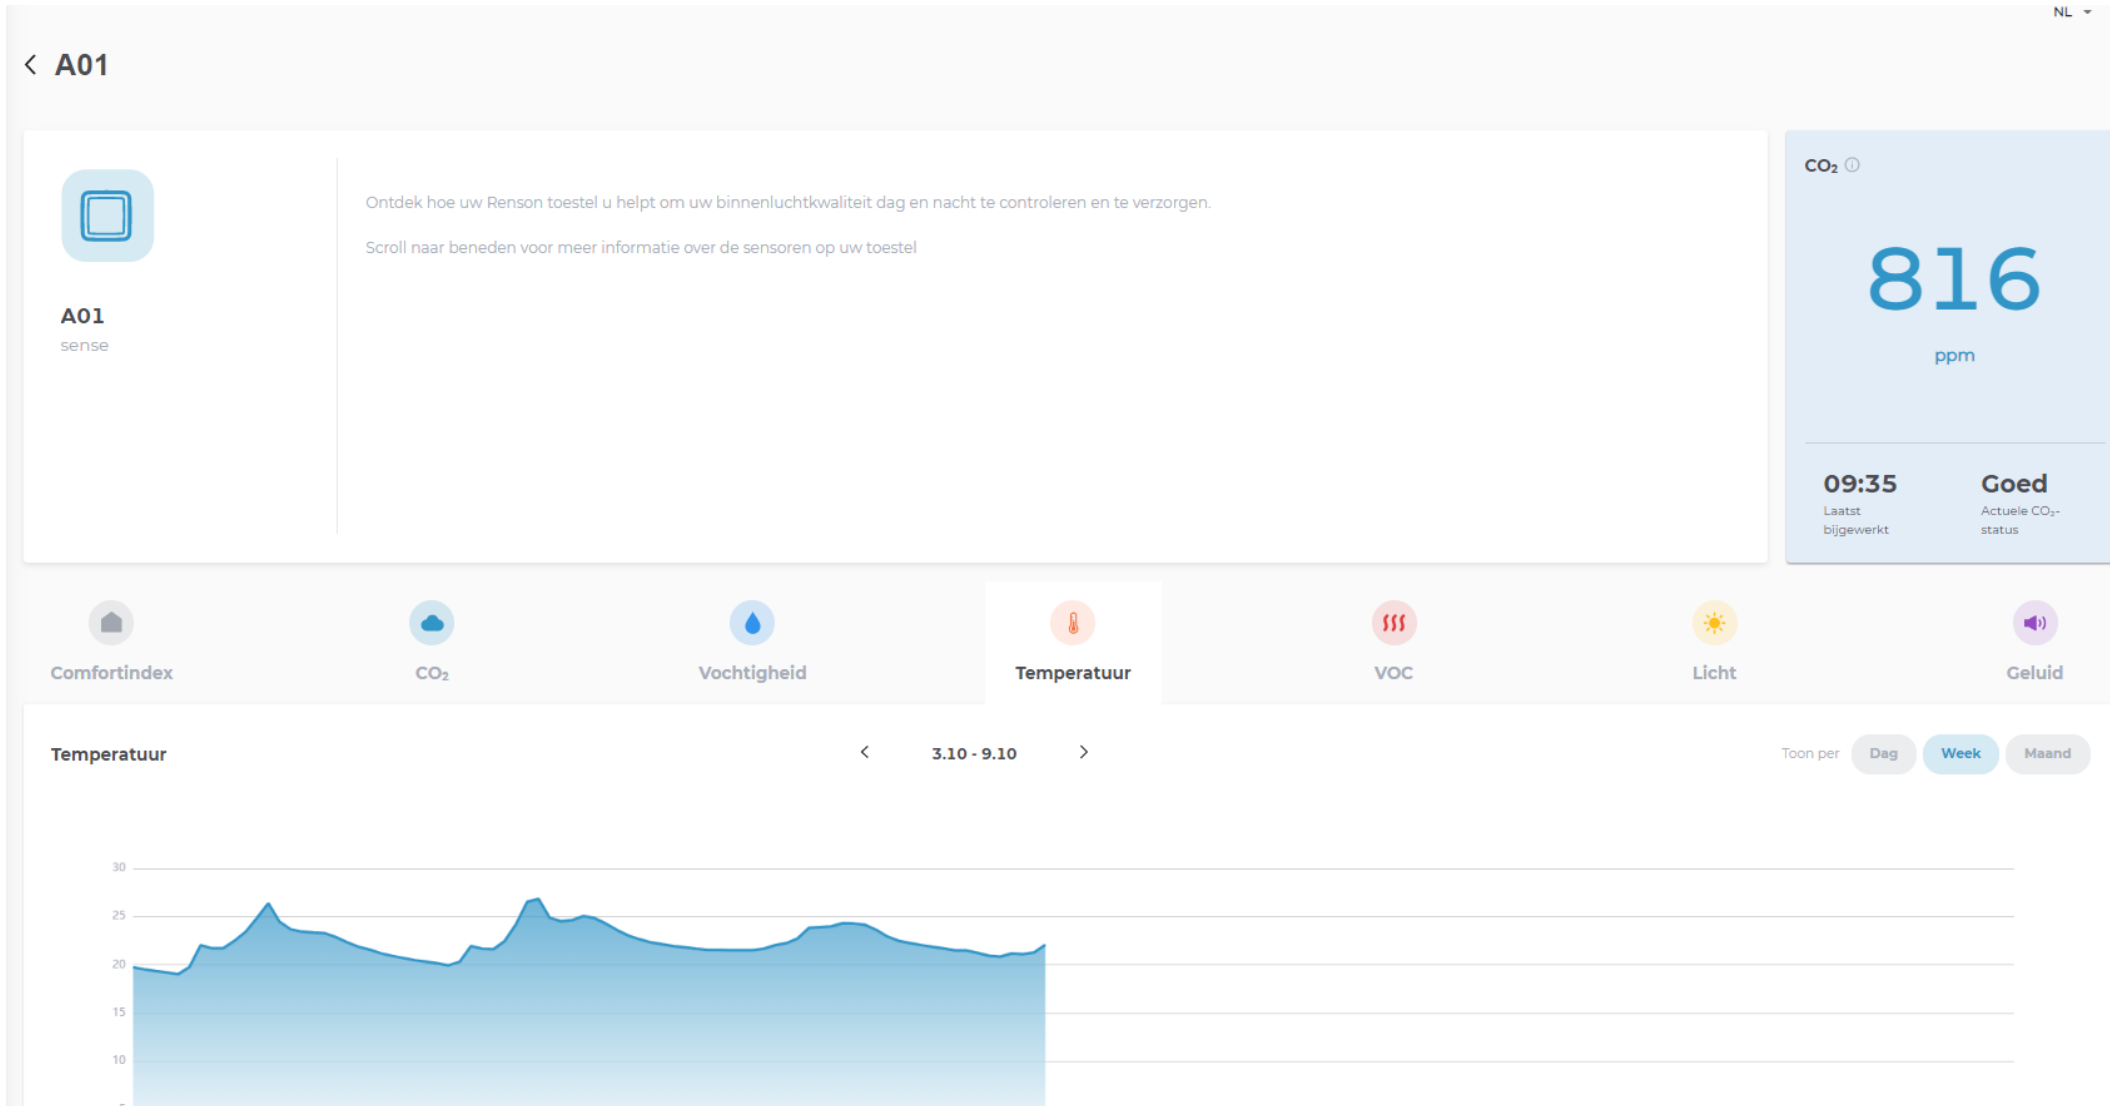 NL
A01
Ontdek hoe uw Renson toestel u helpt om uw binnenluchtkwaliteit dag en nacht te controleren en te verzorgen.
Scroll naar beneden voor meer informatie over de sensoren op uw toestel
A01
sense
CO₂
816
ppm
09:35
Laatst
bijgewerkt
Goed
Actuele CO₂-
status
Comfortindex
CO₂
Vochtigheid
Temperatuur
VOC
Licht
Geluid
Temperatuur
3.10 - 9.10
Toon per
Dag
Week
Maand
30
25
20
15
10